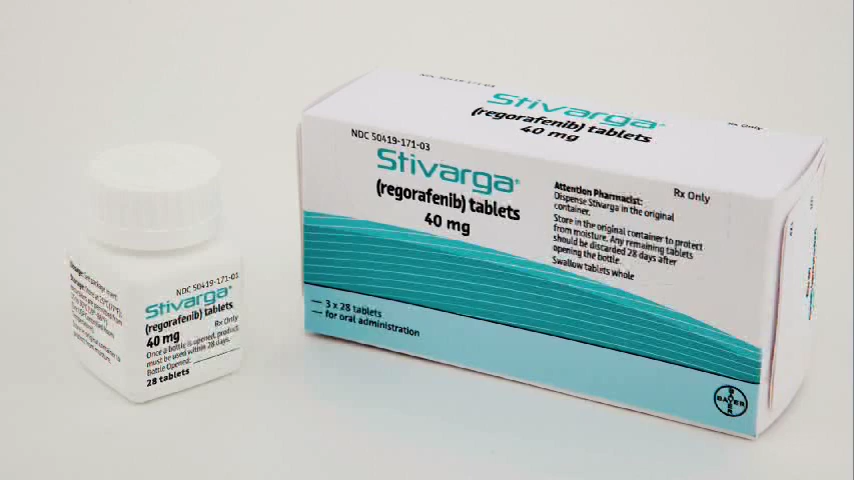 Stivarga®
(regorafenib) tablets
40 mg
Rx Only
NDC 50419-171-03
Stivarga®
(regorafenib) tablets
40 mg
Attention Pharmacist:
Dispense Stivarga in the original
container.
Rx Only
Store in the original container to protect
from moisture. Any remaining tablets
should be discarded 28 days after
opening the bottle.
Swallow tablets whole
3 x 28 tablets
for oral administration
BAYER
NDC 50419-171-01
Stivarga®
(regorafenib) tablets
40 mg
Rx Only
Once a bottle is opened, product
must be used within 28 days.
Bottle Opened:
28 tablets